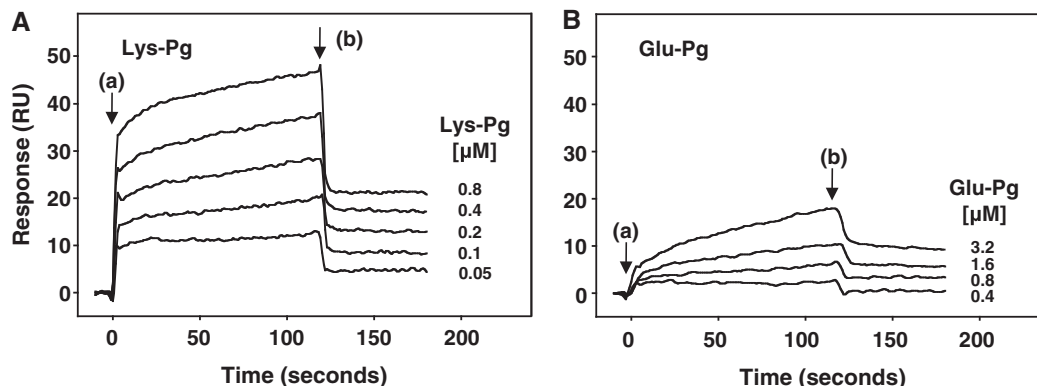 A
Lys-Pg
(a)
(b)
Response (RU)
50
40
30
20
10
0
0
50
100
150
200
Time (seconds)
Lys-Pg
[µM]
0.8
0.4
0.2
0.1
0.05
B
Glu-Pg
(a)
(b)
50
40
30
20
10
0
0
50
100
150
200
Time (seconds)
Glu-Pg
[µM]
3.2
1.6
0.8
0.4